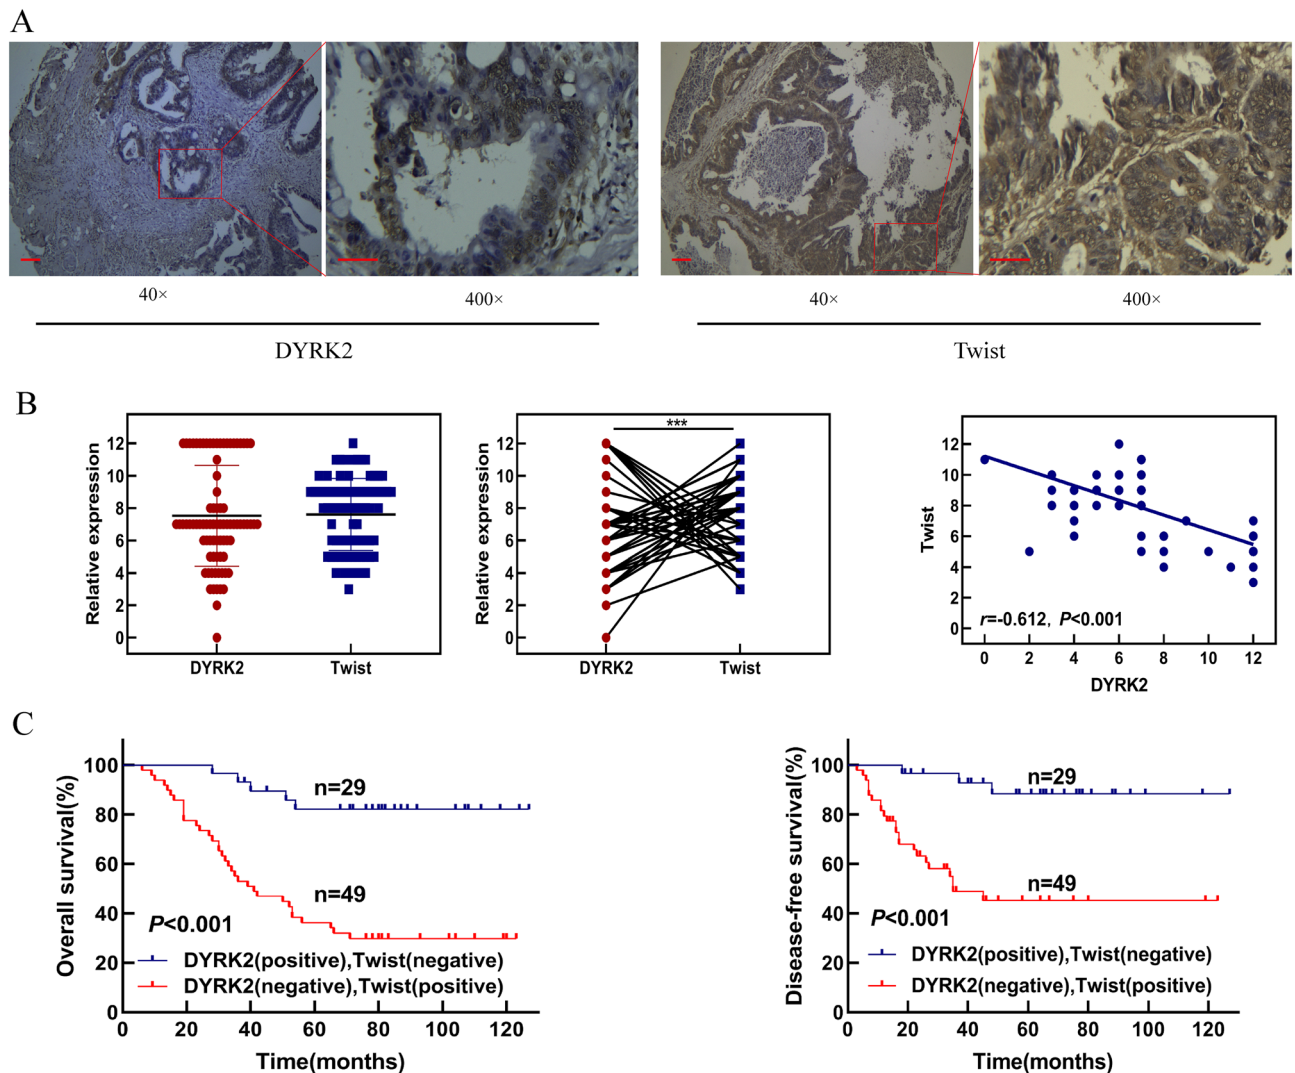 A
40×
400×
40×
400×
DYRK2
Twist
B
Relative expression
12
10
8
6
4
2
0
DYRK2
Twist
Relative expression
12
10
8
6
4
2
0
***
DYRK2
Twist
Twist
12
10
8
6
4
2
0
r=-0.612, P<0.001
0 2 4 6 8 10 12
DYRK2
C
Overall survival(%)
100
80
60
40
20
0
n=29
n=49
P<0.001
DYRK2(positive),Twist(negative)
DYRK2(negative),Twist(positive)
0 20 40 60 80 100 120
Time(months)
Disease-free survival(%)
100
80
60
40
20
0
n=29
n=49
P<0.001
DYRK2(positive),Twist(negative)
DYRK2(negative),Twist(positive)
0 20 40 60 80 100 120
Time(months)